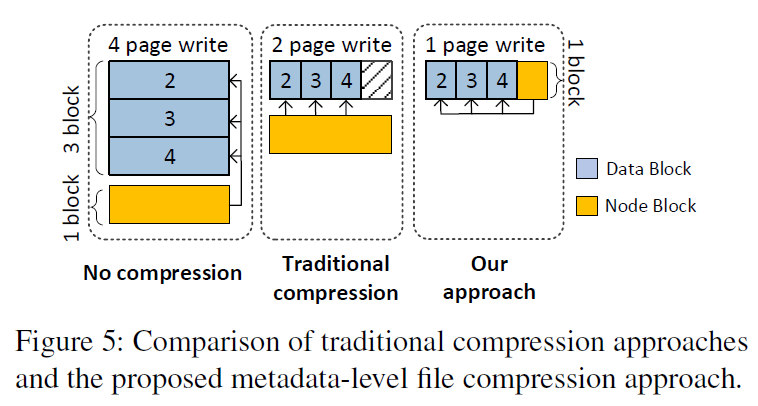 4 page write
2
3
4
3 block
1 block
No compression
2 page write
2 3 4
Traditional
compression
1 page write
2 3 4
1 block
Our
approach
Data Block
Node Block
Figure 5: Comparison of traditional compression approaches
and the proposed metadata-level file compression approach.